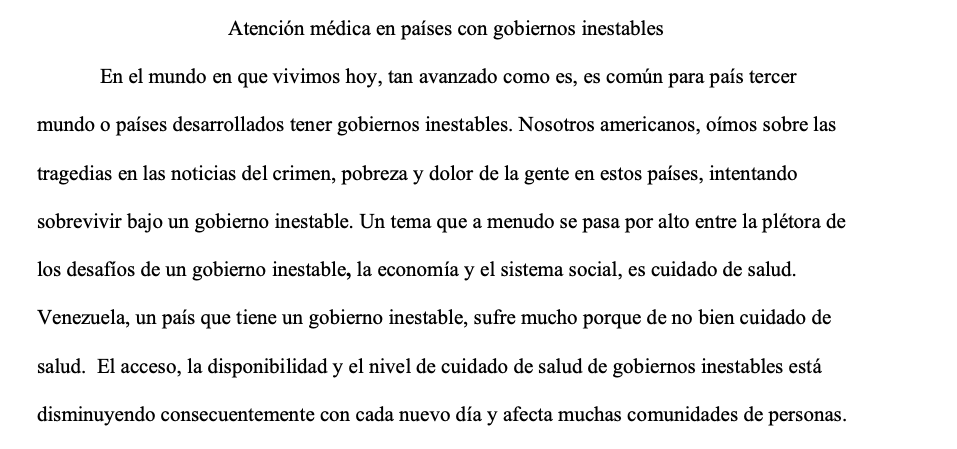 Atención médica en países con gobiernos inestables
En el mundo en que vivimos hoy, tan avanzado como es, es común para país tercer
mundo o países desarrollados tener gobiernos inestables. Nosotros americanos, oímos sobre las
tragedias en las noticias del crimen, pobreza y dolor de la gente en estos países, intentando
sobrevivir bajo un gobierno inestable. Un tema que a menudo se pasa por alto entre la plétora de
los desafíos de un gobierno inestable, la economía y el sistema social, es cuidado de salud.
Venezuela, un país que tiene un gobierno inestable, sufre mucho porque de no bien cuidado de
salud.  El acceso, la disponibilidad y el nivel de cuidado de salud de gobiernos inestables está
disminuyendo consecuentemente con cada nuevo día y afecta muchas comunidades de personas.